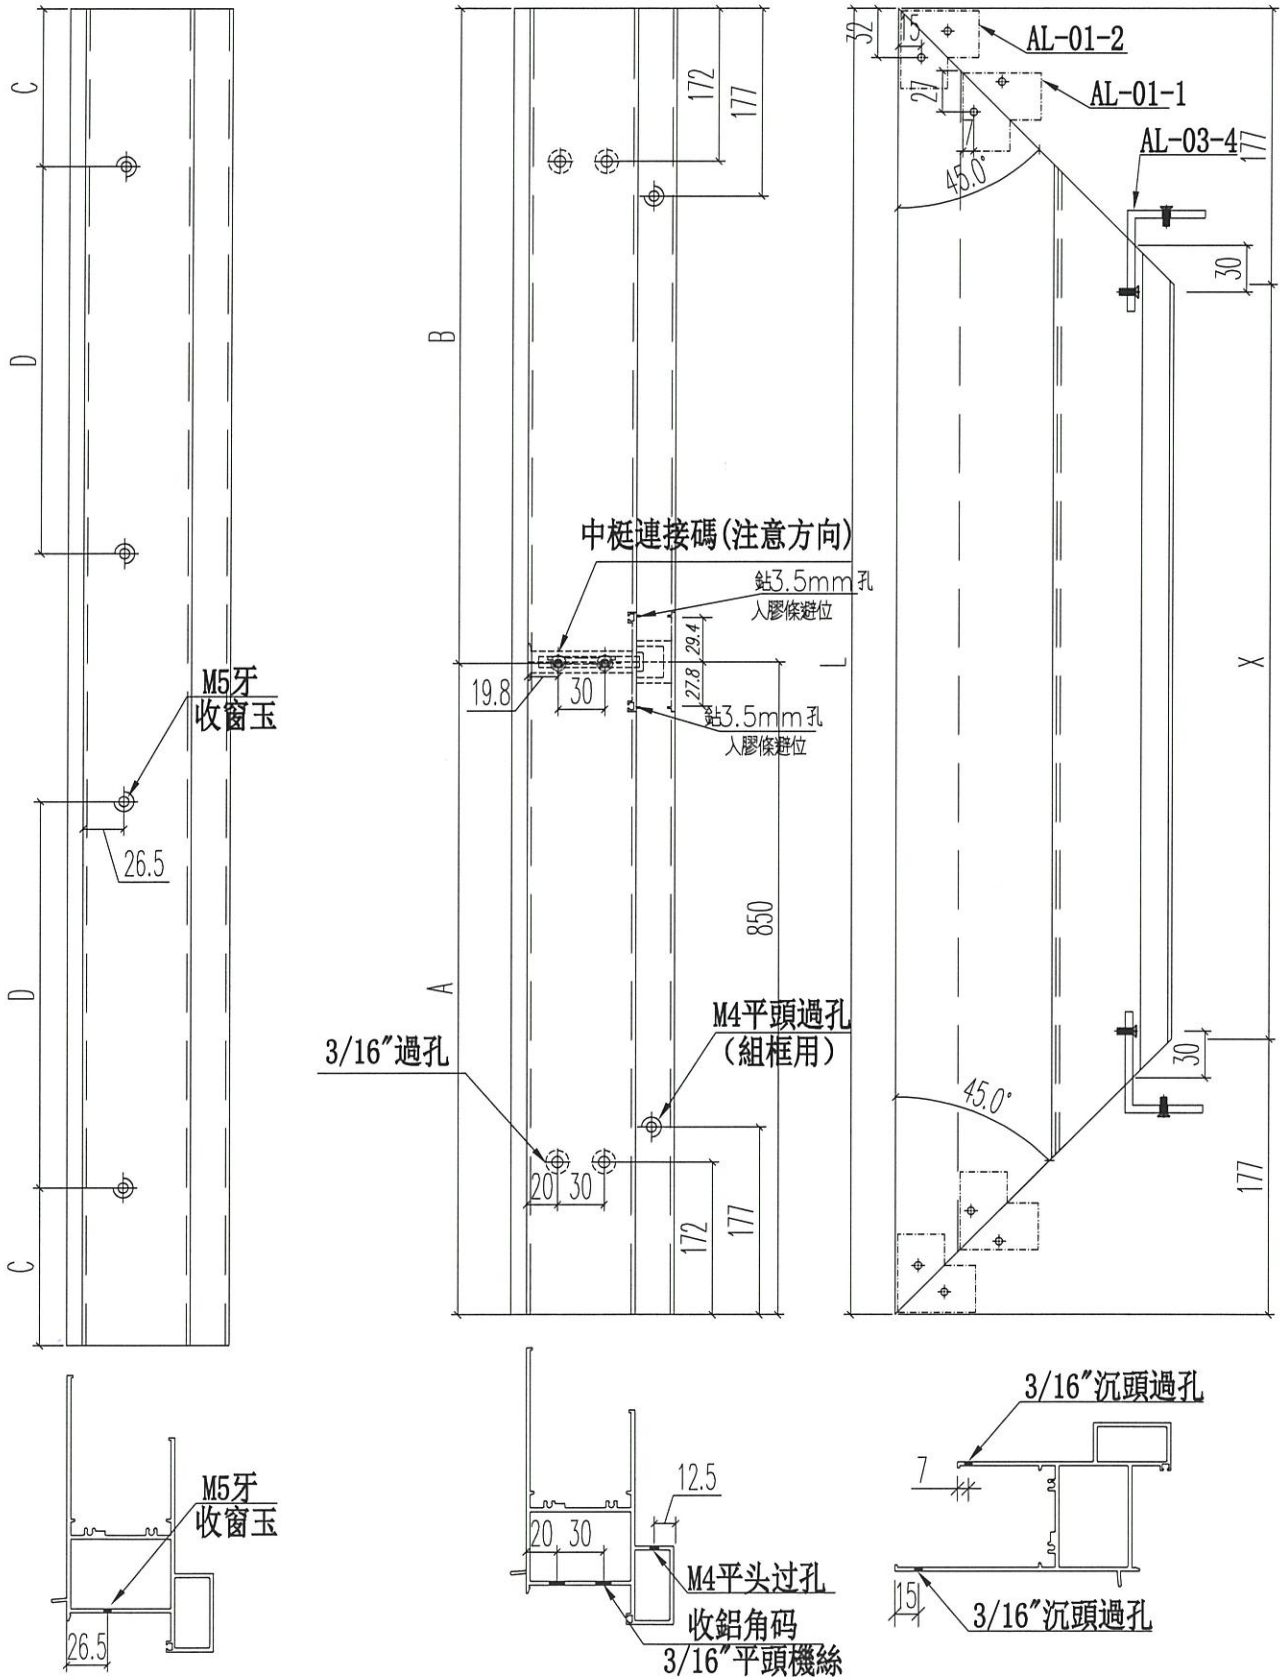 C
D
M5牙
收窗玉
26.5
D
C
M5牙
收窗玉
26.5
172
177
B
中梃連接碼(注意方向)
鉆3.5mm孔
入膠條避位
29.4
19.8
30
27.8
鉆3.5mm孔
入膠條避位
850
A
M4平頭過孔
(組框用)
3/16"過孔
20
30
172
177
12.5
20
30
M4平头过孔
收鋁角码
3/16"平頭機絲
32
15
AL-01-2
27
AL-01-1
7
AL-03-4
177
45.0°
30
L
X
45.0°
30
177
3/16"沉頭過孔
7
15
3/16"沉頭過孔